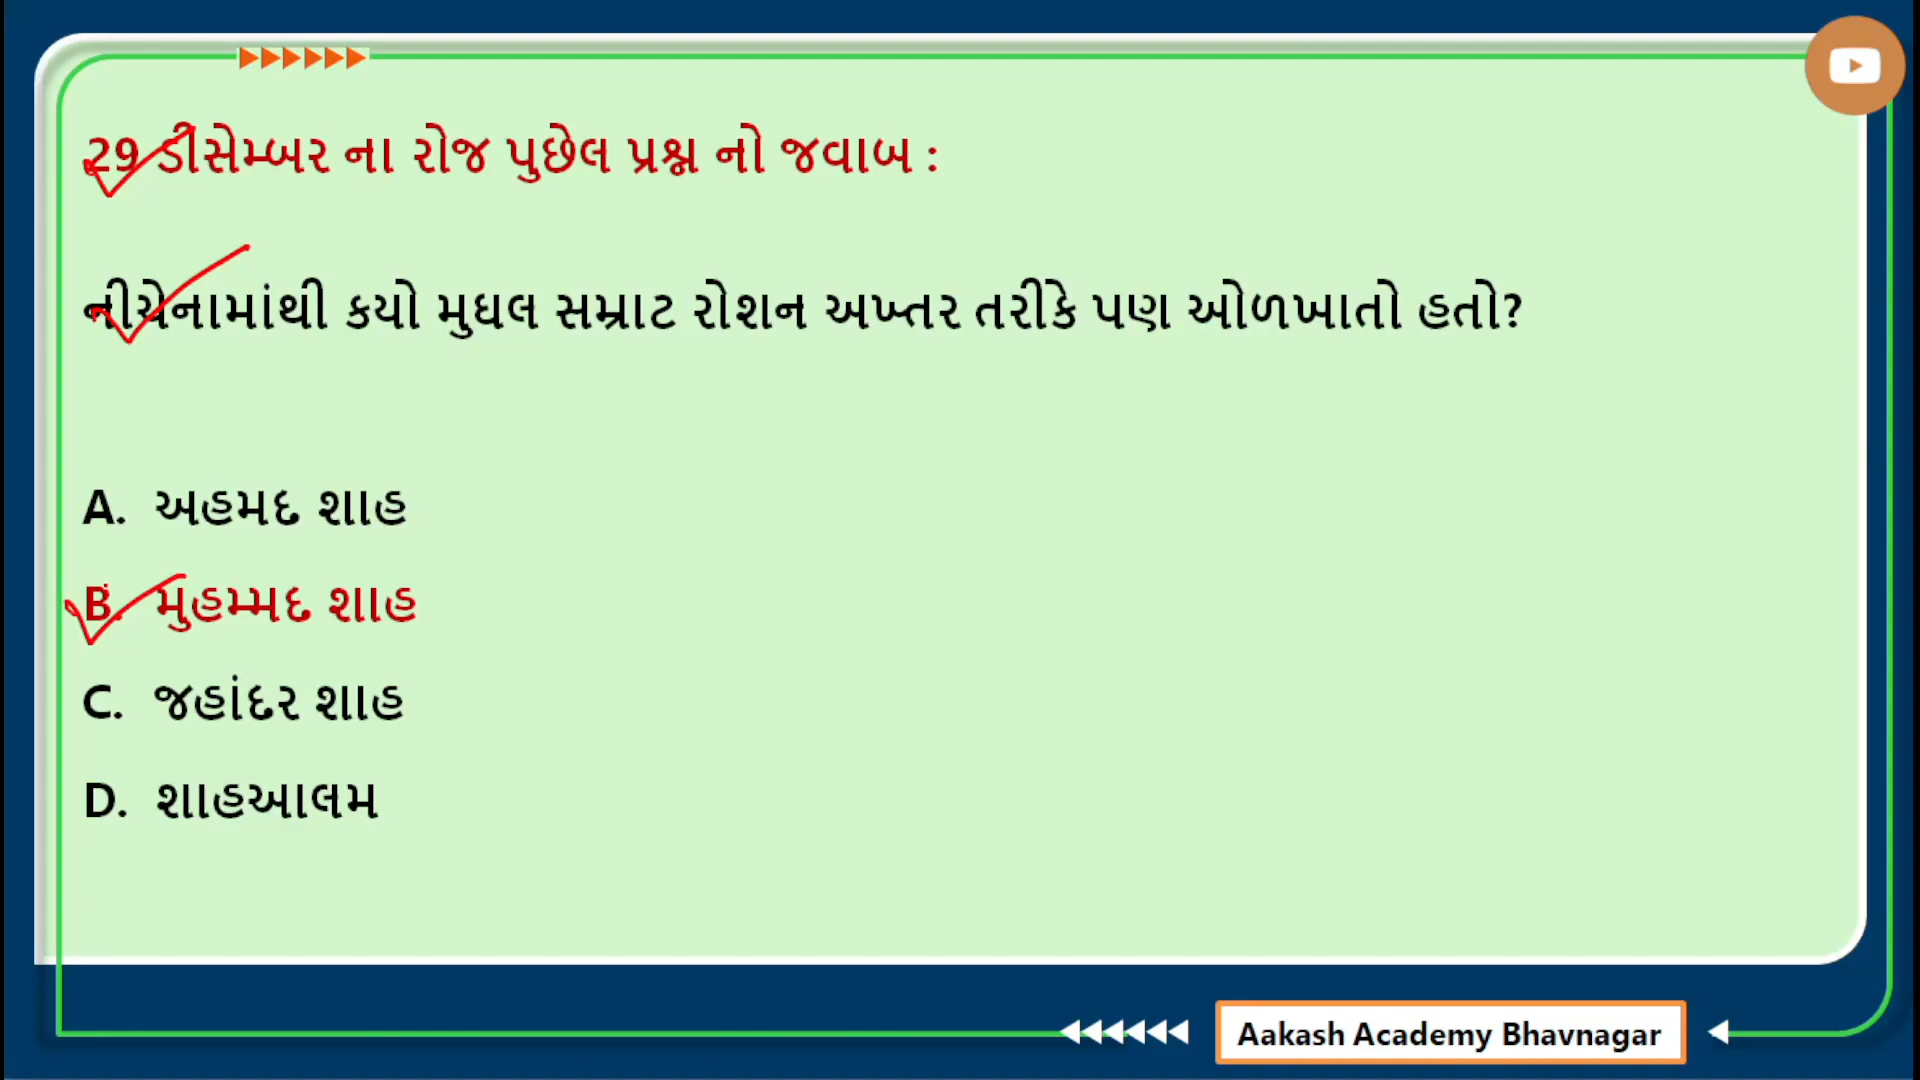 29 ડીસેમ્બર ના રોજ પુછેલ પ્રશ્ન નો જવાબ :
નીચેનામાંથી કયો મુઘલ સમ્રાટ રોશન અખ્તર તરીકે પણ ઓળખાતો હતો?
A. અહમદ શાહ
B. મુહમ્મદ શાહ
C. જહાંદર શાહ
D. શાહઆલમ
Aakash Academy Bhavnagar